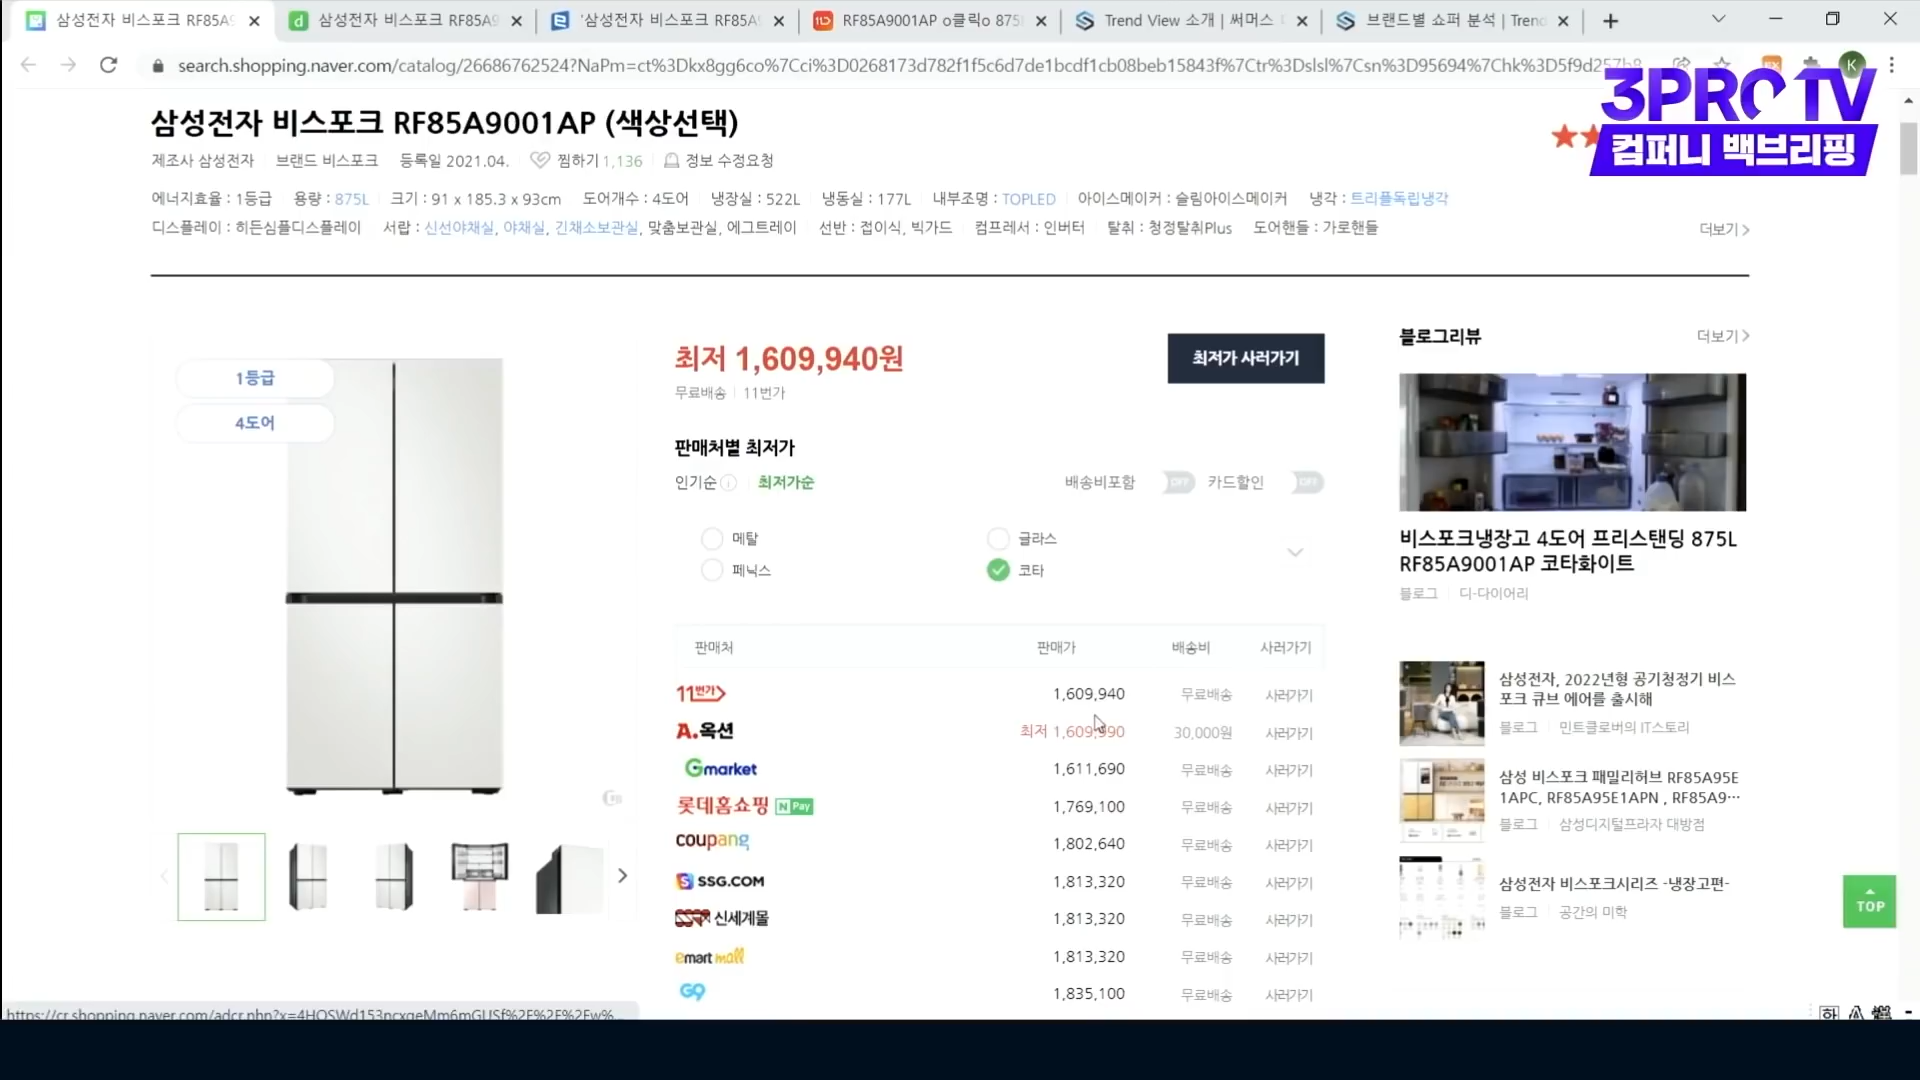 삼성전자 비스포크 RF85A9
삼성전자 비스포크 RF85A9
'삼성전자 비스포크 RF85A
RF85A9001AP o클릭o 875
Trend View 소개 | 써머스
브랜드별 쇼퍼 분석 | Trend
search.shopping.naver.com/catalog/26686762524?NaPm=ct%3Dkx8gg6co%7Cci%3D0268173d782f1f5c6d7de1bcdf1cb08beb15843f%7Ctr%3Dslsl%7Csn%3D95694%7Chk%3D5f9d257b8
K
3PRO TV
컴퍼니 백브리핑
삼성전자 비스포크 RF85A9001AP (색상선택)
제조사 삼성전자 브랜드 비스포크 등록일 2021.04. 찜하기 1,136 정보 수정요청
에너지효율 : 1등급 용량 : 875L 크기 : 91 x 185.3 x 93cm 도어개수 : 4도어 냉장실 : 522L 냉동실 : 177L 내부조명 : TOPLED 아이스메이커 : 슬림아이스메이커 냉각 : 트리플독립냉각
디스플레이 : 히든심플디스플레이 서랍 : 신선야채실, 야채실, 긴채소보관실, 맞춤보관실, 에그트레이 선반 : 접이식, 빅가드 컴프레서 : 인버터 탈취 : 청정탈취Plus 도어핸들 : 가로핸들
더보기
1등급
4도어
최저 1,609,940원
무료배송 11번가
최저가 사러가기
판매처별 최저가
인기순 최저가순 배송비포함 OFF 카드할인 OFF
메탈 글라스
페닉스 코타
판매처 판매가 배송비 사러가기
11번가 1,609,940 무료배송 사러가기
A.옥션 최저 1,609,990 30,000원 사러가기
Gmarket 1,611,690 무료배송 사러가기
롯데홈쇼핑 N Pay 1,769,100 무료배송 사러가기
coupang 1,802,640 무료배송 사러가기
SSG.COM 1,813,320 무료배송 사러가기
신세계몰 1,813,320 무료배송 사러가기
emart mall 1,813,320 무료배송 사러가기
G9 1,835,100 무료배송 사러가기
블로그리뷰 더보기
비스포크냉장고 4도어 프리스탠딩 875L
RF85A9001AP 코타화이트
블로그 디-다이어리
삼성전자, 2022년형 공기청정기 비스
포크 큐브 에어를 출시해
블로그 민트클로버의 IT스토리
삼성 비스포크 패밀리허브 RF85A95E
1APC, RF85A95E1APN , RF85A9…
블로그 삼성디지털프라자 대방점
삼성전자 비스포크시리즈 -냉장고편-
블로그 공간의 미학
TOP
https://cr.shopping.naver.com/adcr.nhn?x=4HOSWd153ncxqeMm6mGUSf%2F%2F%2Fw%...
한 A 漢